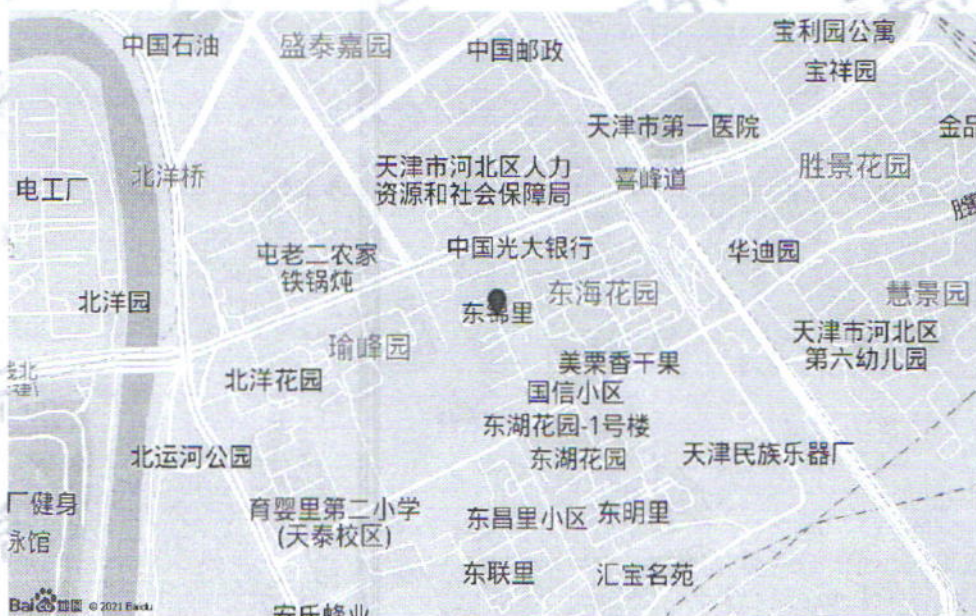 宝利园公寓
中国石油
盛泰嘉园
中国邮政
宝祥园
天津市第一医院
金品
天津市河北区人力
资源和社会保障局
喜峰道
胜景花园
北洋桥
电工厂
中国光大银行
华迪园
屯老二农家
铁锅炖
北洋园
东海花园
慧景园
瑜峰园
天津市河北区
第六幼儿园
美栗香干果
北洋花园
国信小区
东湖花园-1号楼
东湖花园
天津民族乐器厂
北运河公园
厂健身
泳馆
育婴里第二小学
(天泰校区)
东昌里小区
东明里
东联里
汇宝名苑
Bai 地图 © 2021 Baidu